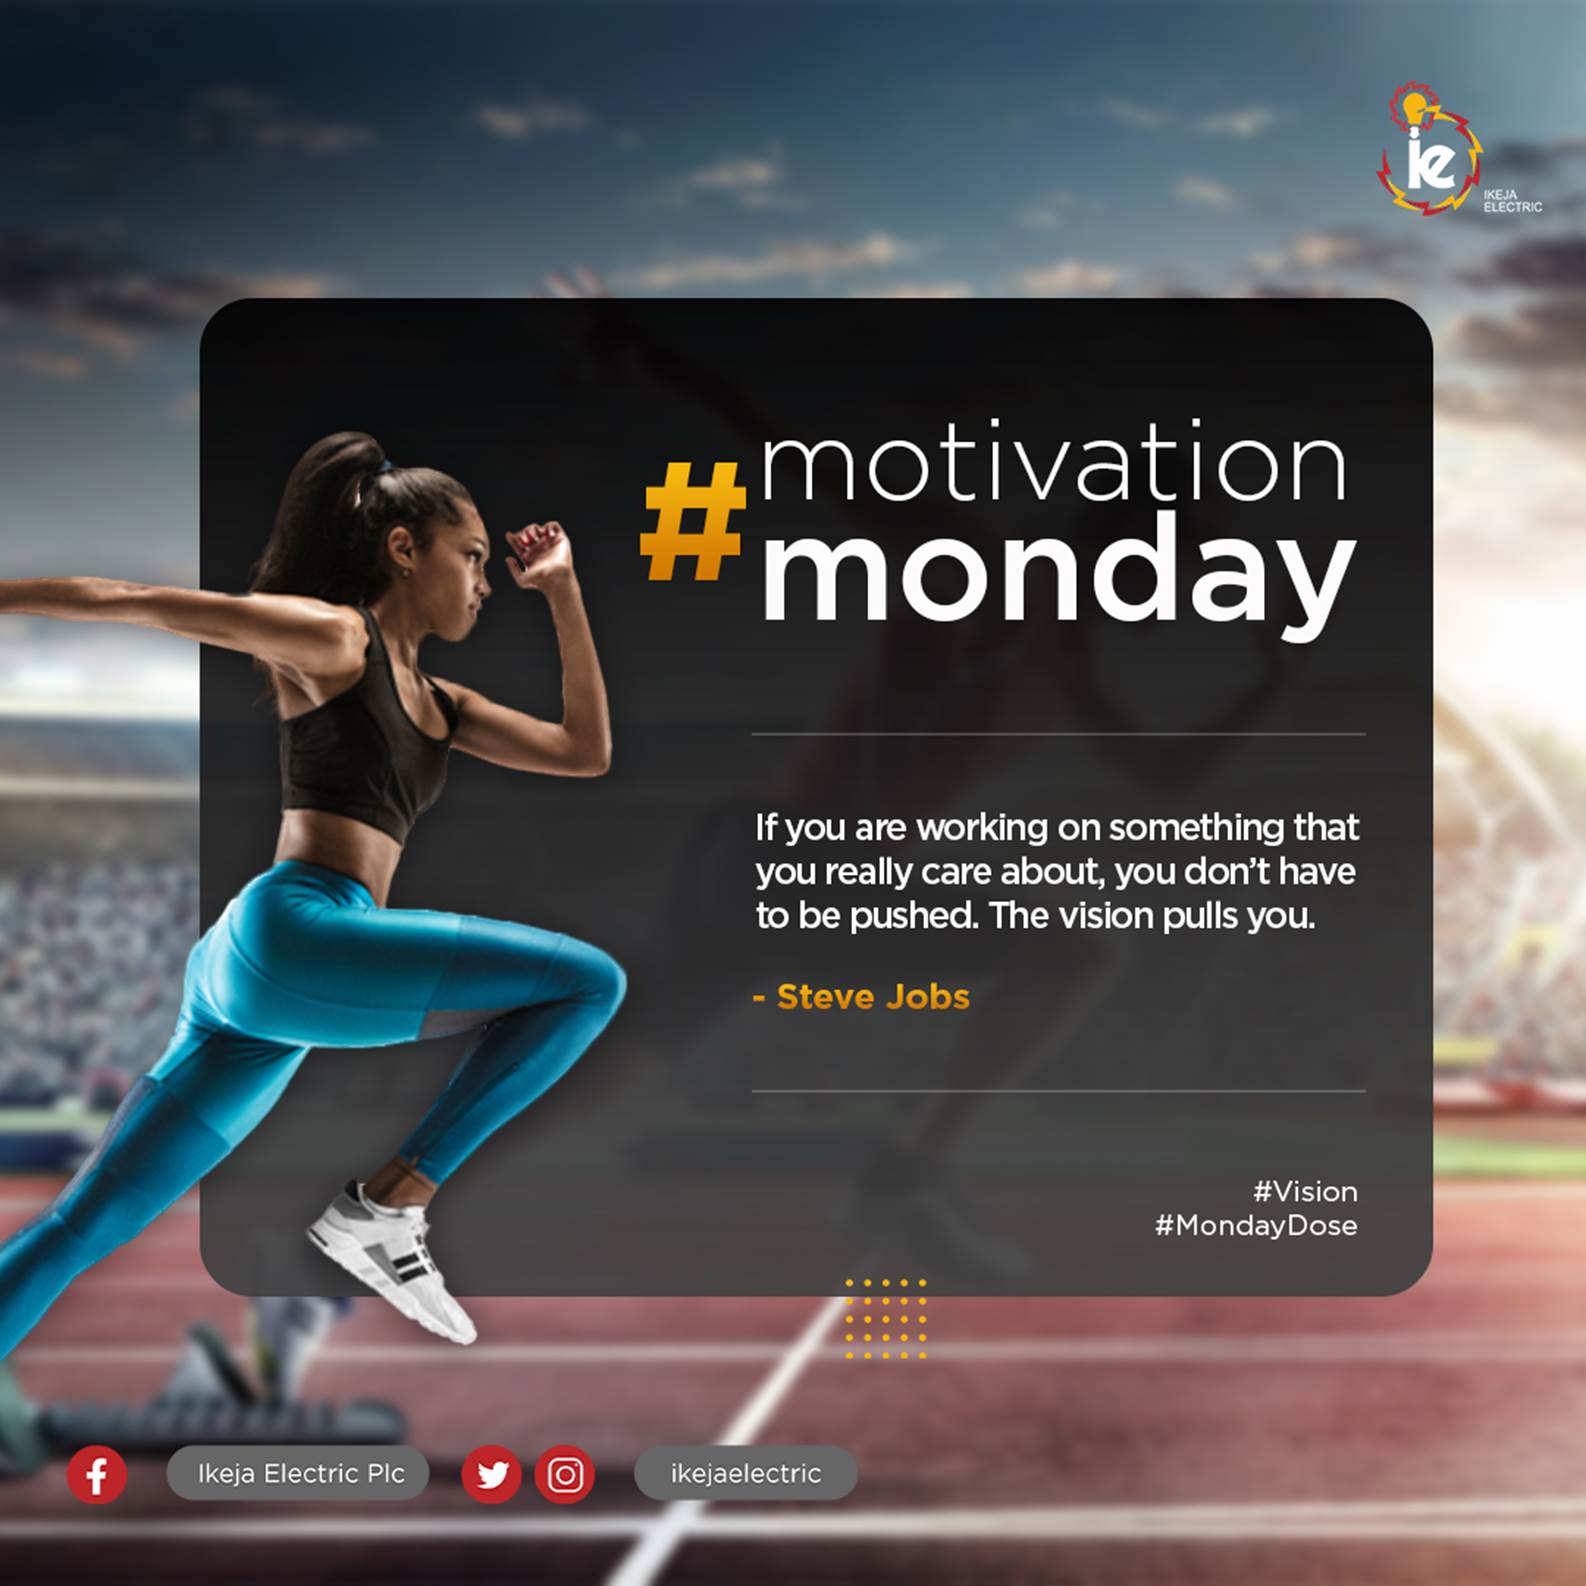 ie
IKEJA
ELECTRIC
#motivation
monday
If you are working on something that
you really care about, you don't have
to be pushed. The vision pulls you.
- Steve Jobs
#Vision
#MondayDose
Ikeja Electric Plc
ikejaelectric